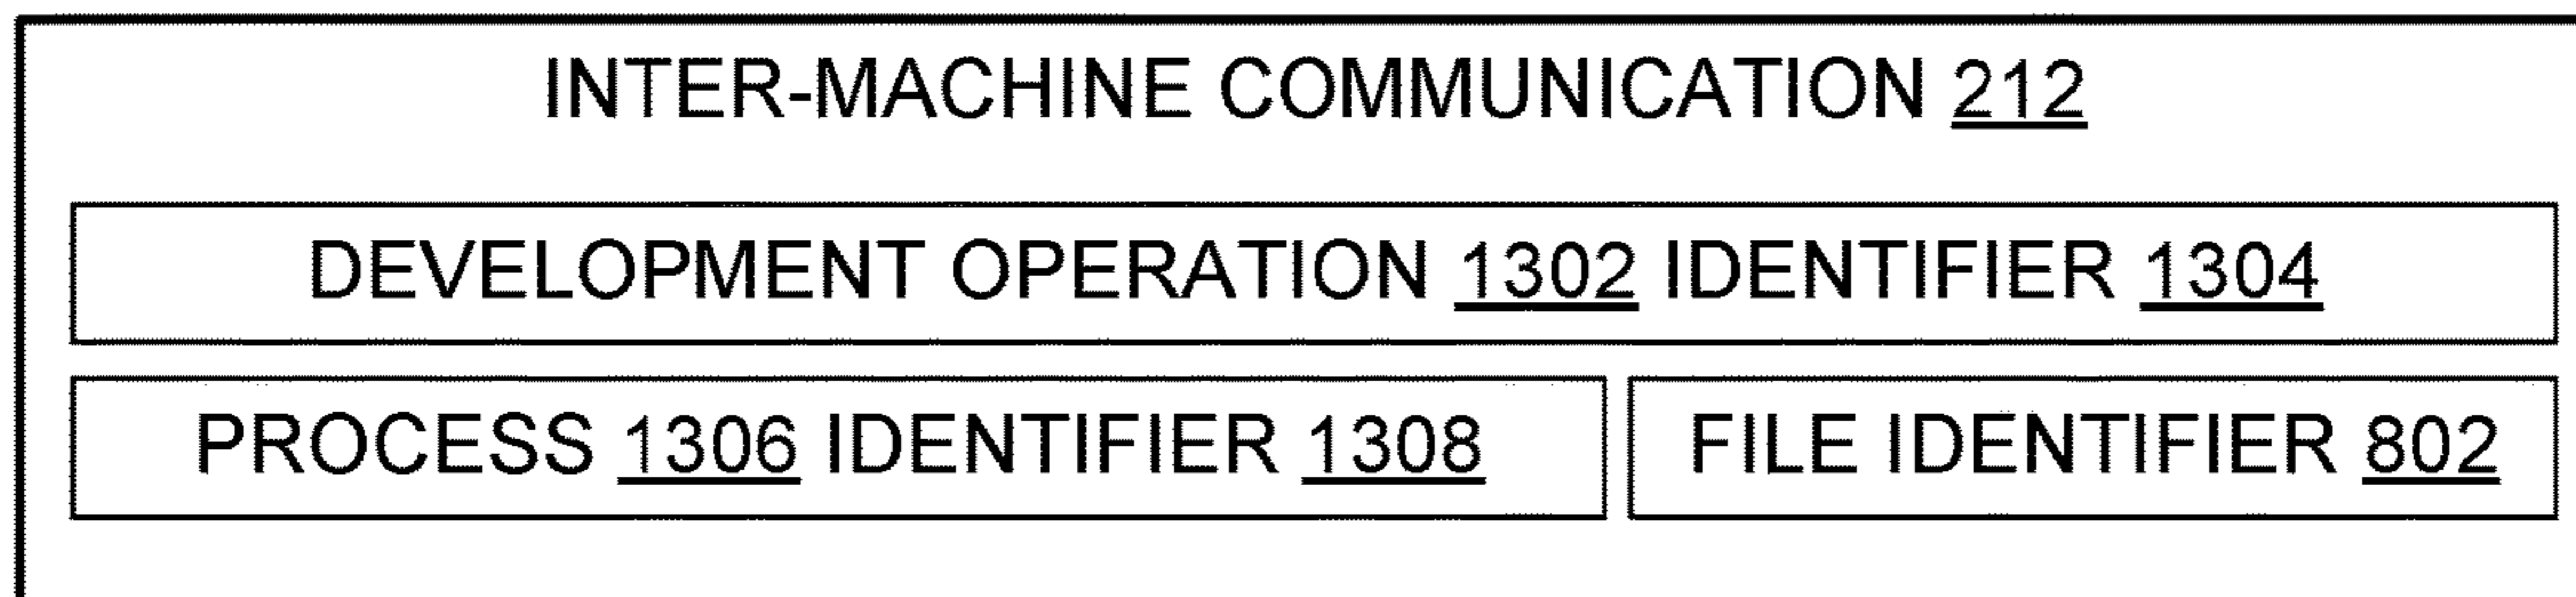 INTER-MACHINE COMMUNICATION 212
DEVELOPMENT OPERATION 1302 IDENTIFIER 1304
PROCESS 1306 IDENTIFIER 1308
FILE IDENTIFIER 802